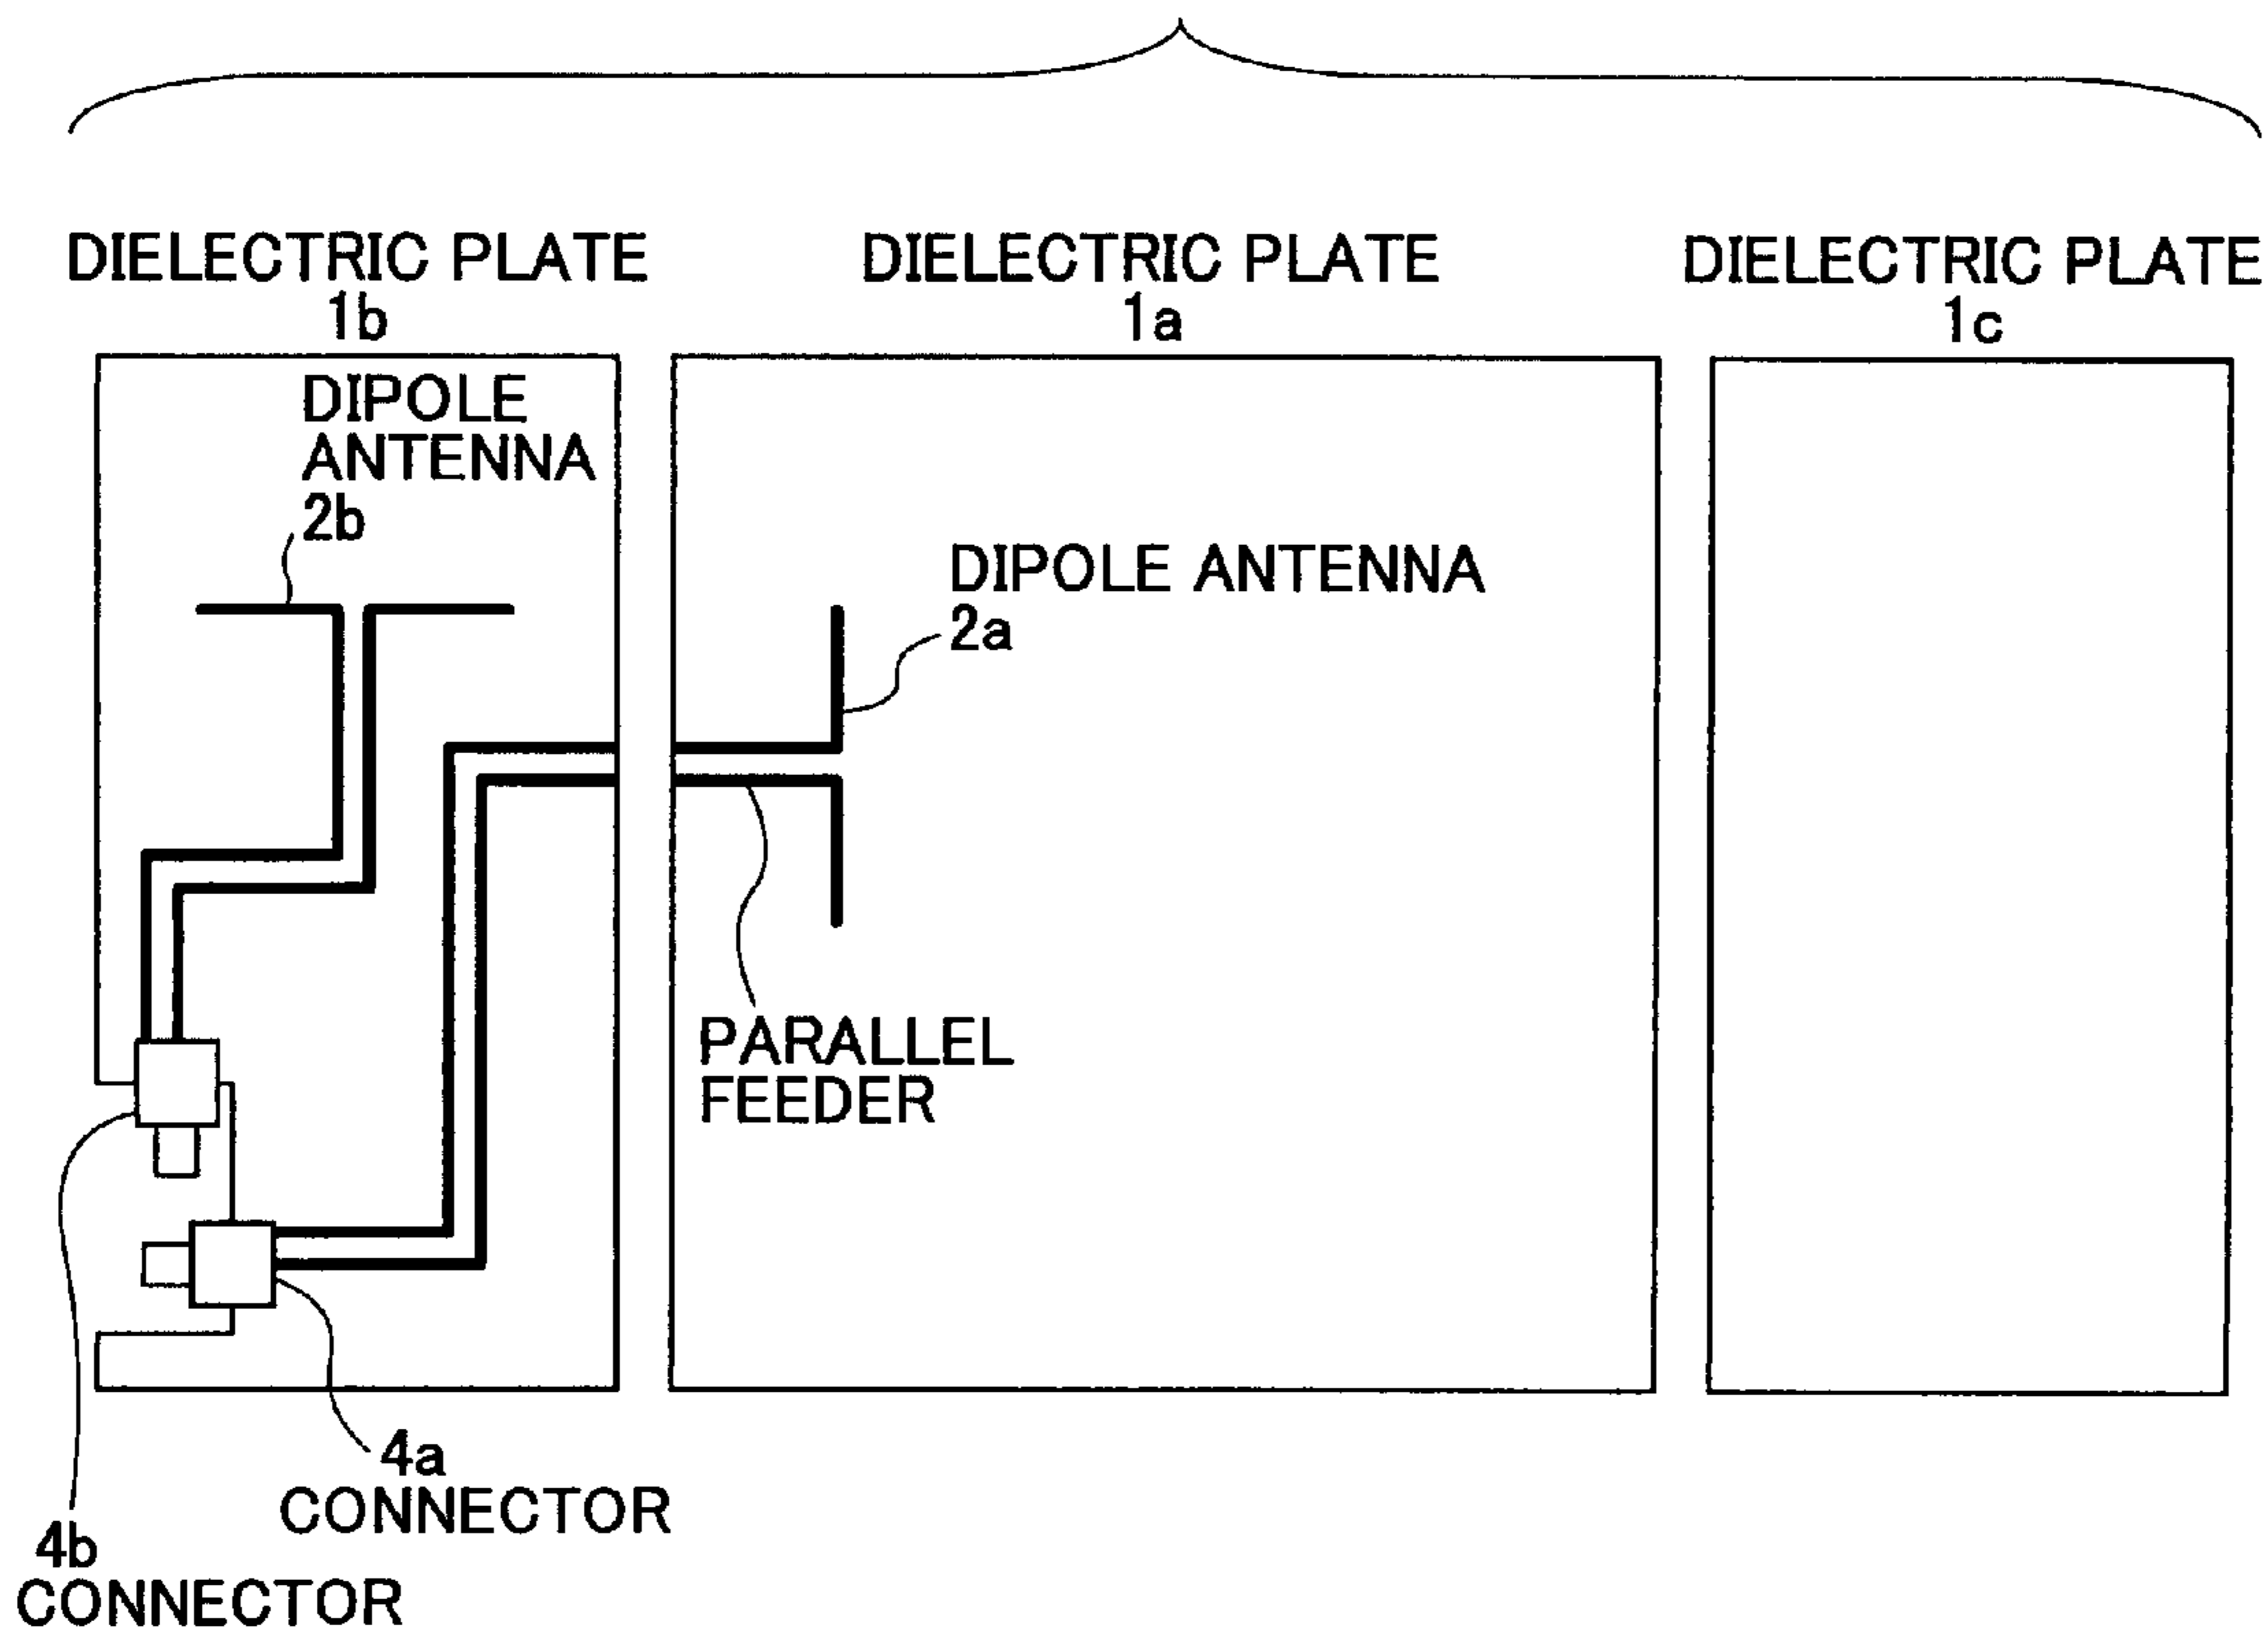 DIELECTRIC PLATE
1b
DIELECTRIC PLATE
1a
DIELECTRIC PLATE
1c
DIPOLE
ANTENNA
2b
DIPOLE ANTENNA
2a
PARALLEL
FEEDER
4a
CONNECTOR
4b
CONNECTOR